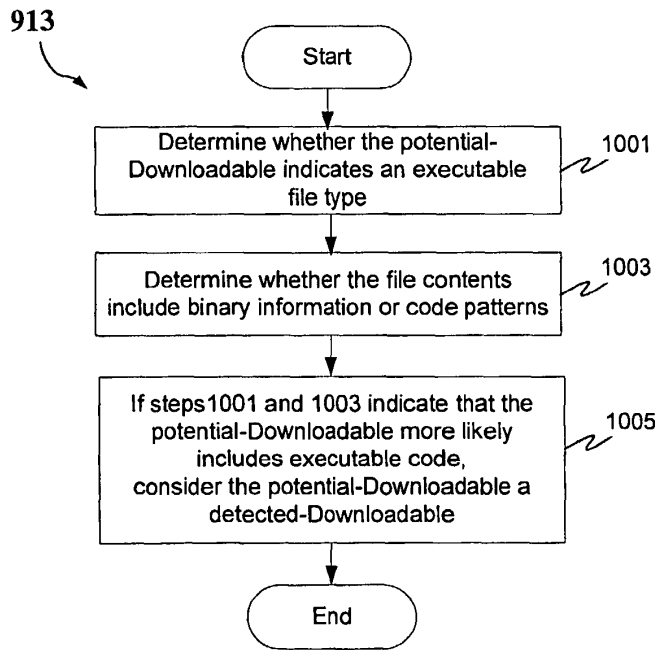 913
Start
Determine whether the potential-
Downloadable indicates an executable
file type
1001
Determine whether the file contents
include binary information or code patterns
1003
If steps1001 and 1003 indicate that the
potential-Downloadable more likely
includes executable code,
consider the potential-Downloadable a
detected-Downloadable
1005
End